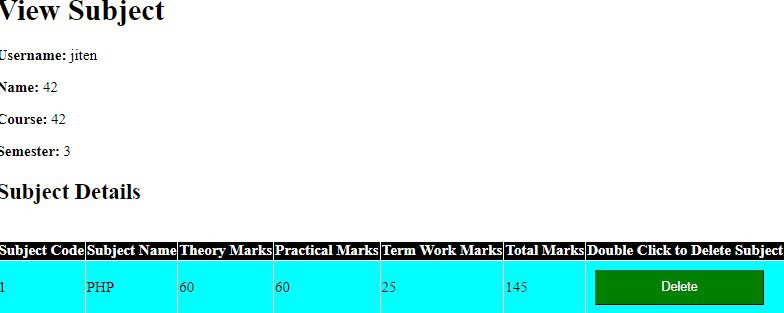 View Subject
Username: jiten
Name: 42
Course: 42
Semester: 3
Subject Details
Subject Code Subject Name Theory Marks Practical Marks Term Work Marks Total Marks Double Click to Delete Subject
1 PHP 60 60 25 145 Delete